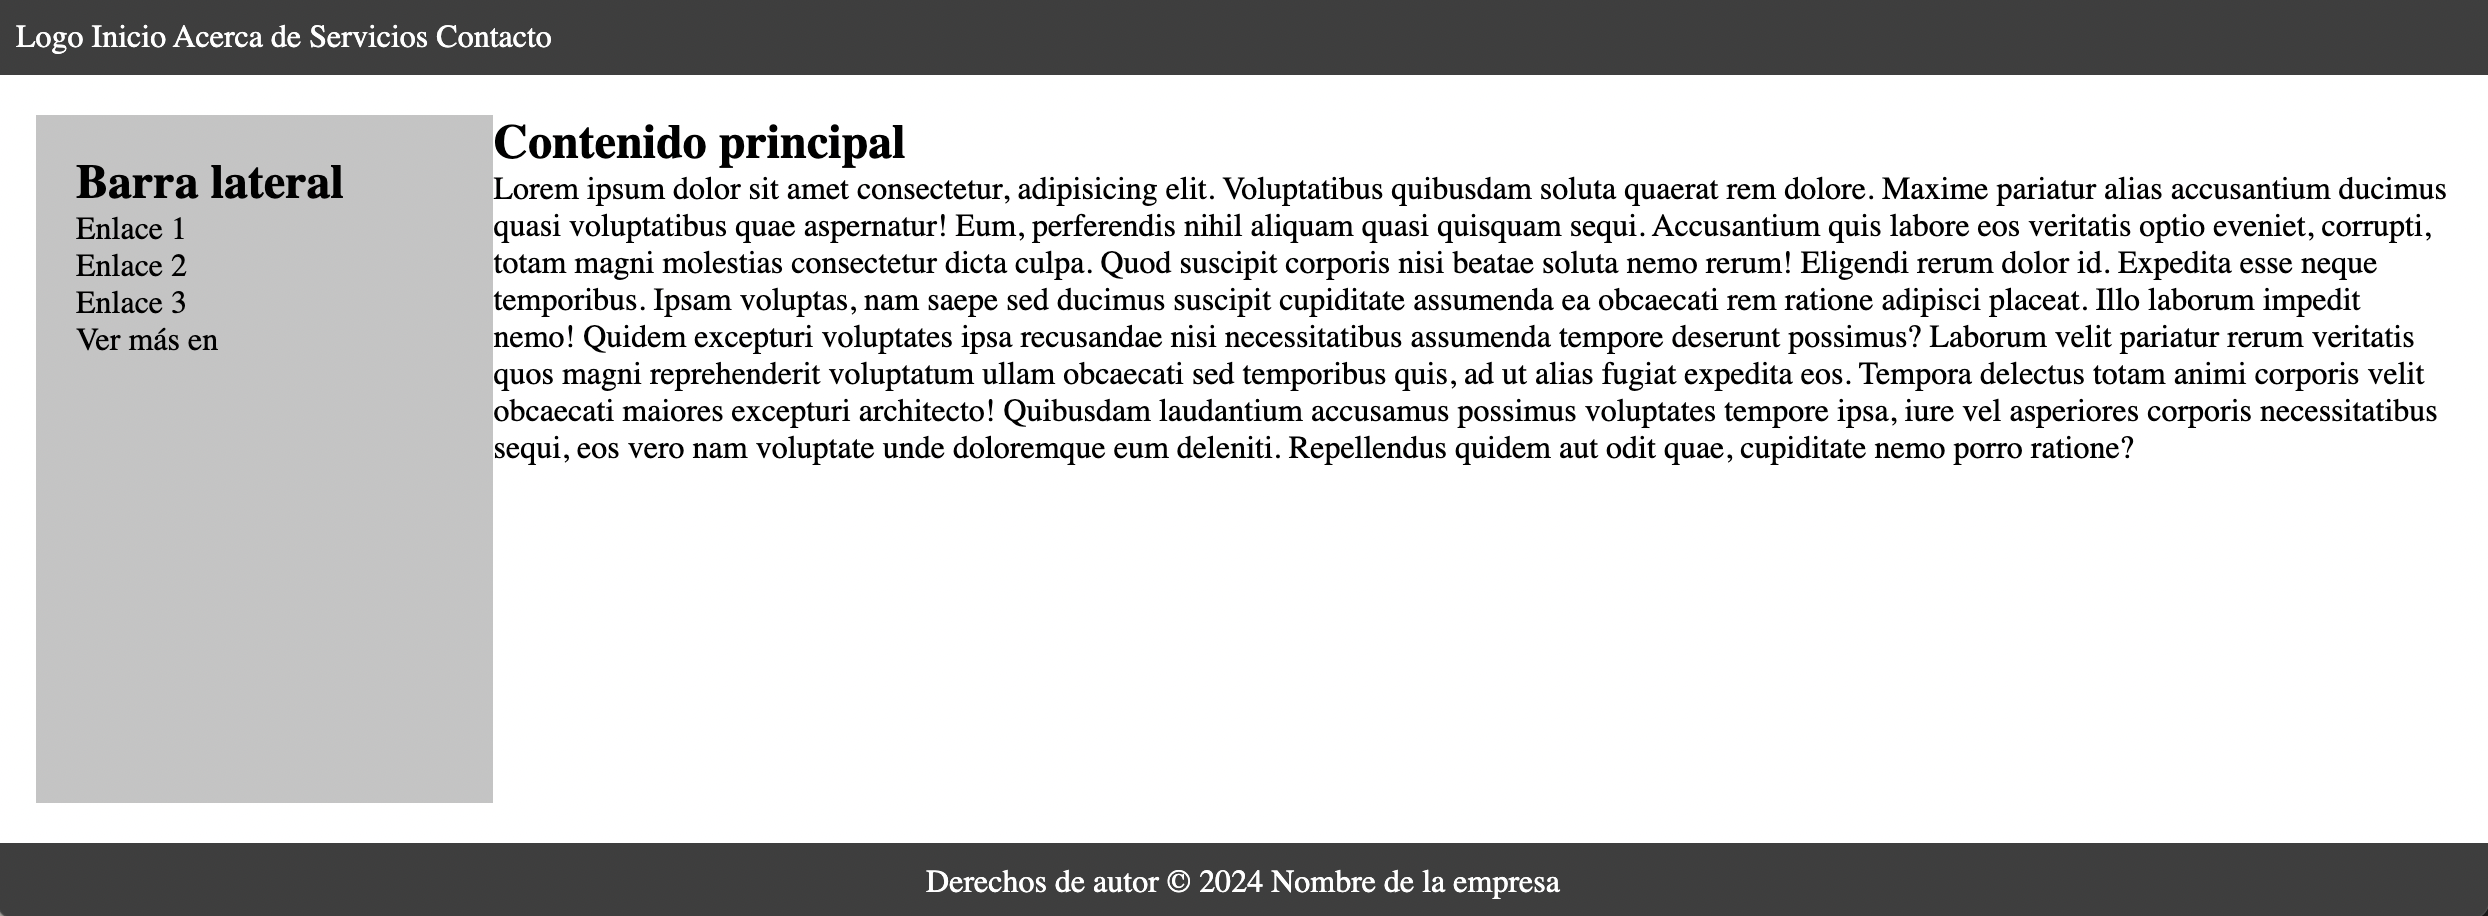 Logo Inicio Acerca de Servicios Contacto
Barra lateral
Enlace 1
Enlace 2
Enlace 3
Ver más en
Contenido principal
Lorem ipsum dolor sit amet consectetur, adipisicing elit. Voluptatibus quibusdam soluta quaerat rem dolore. Maxime pariatur alias accusantium ducimus
quasi voluptatibus quae aspernatur! Eum, perferendis nihil aliquam quasi quisquam sequi. Accusantium quis labore eos veritatis optio eveniet, corrupti,
totam magni molestias consectetur dicta culpa. Quod suscipit corporis nisi beatae soluta nemo rerum! Eligendi rerum dolor id. Expedita esse neque
temporibus. Ipsam voluptas, nam saepe sed ducimus suscipit cupiditate assumenda ea obcaecati rem ratione adipisci placeat. Illo laborum impedit
nemo! Quidem excepturi voluptates ipsa recusandae nisi necessitatibus assumenda tempore deserunt possimus? Laborum velit pariatur rerum veritatis
quos magni reprehenderit voluptatum ullam obcaecati sed temporibus quis, ad ut alias fugiat expedita eos. Tempora delectus totam animi corporis velit
obcaecati maiores excepturi architecto! Quibusdam laudantium accusamus possimus voluptates tempore ipsa, iure vel asperiores corporis necessitatibus
sequi, eos vero nam voluptate unde doloremque eum deleniti. Repellendus quidem aut odit quae, cupiditate nemo porro ratione?
Derechos de autor © 2024 Nombre de la empresa